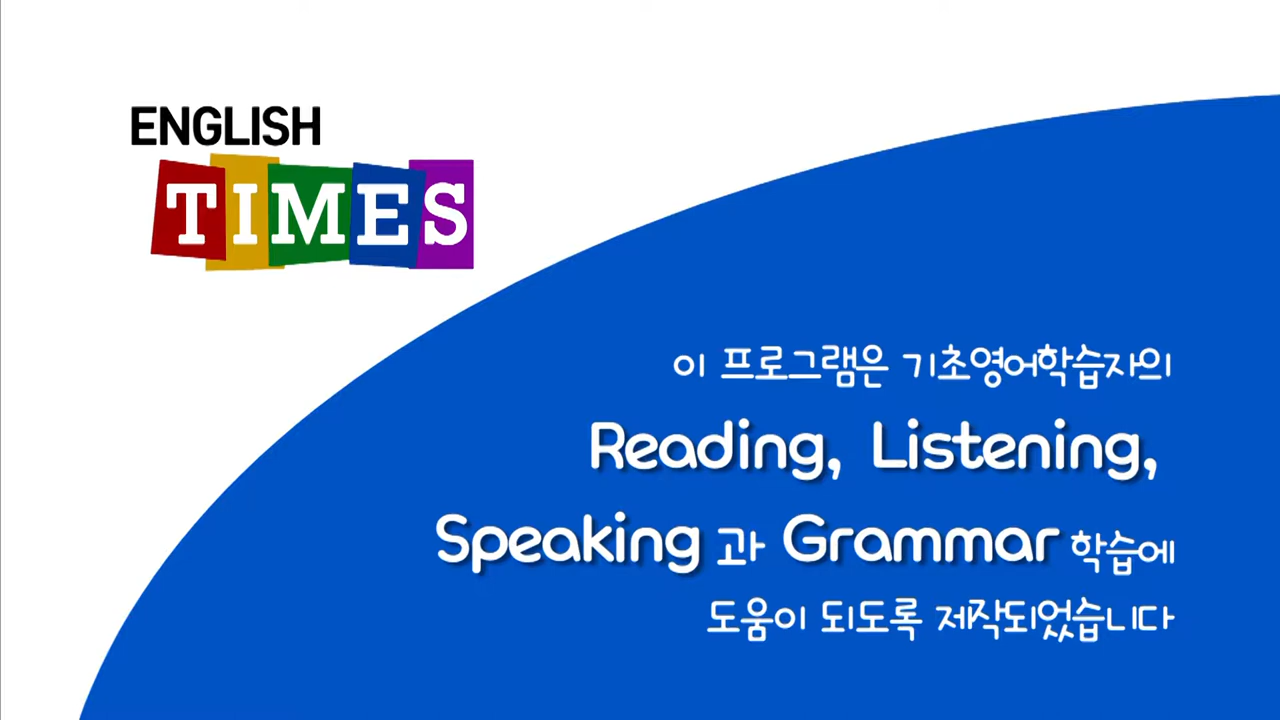 ENGLISH
TIMES
이 프로그램은 기초영어학습자의
Reading, Listening,
Speaking 과 Grammar 학습에
도움이 되도록 제작되었습니다